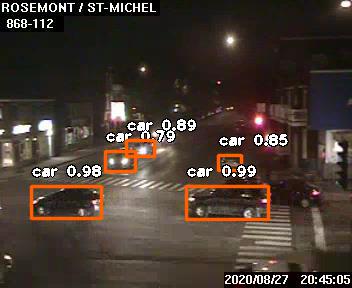 ROSEMONT / ST-MICHEL
868-112
car 0.89
car 0.79
car 0.85
car 0.98
car 0.99
2020/08/27 20:45:05